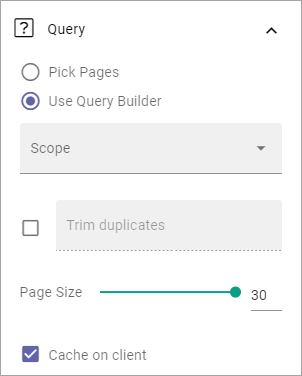 Query
Pick Pages
Use Query Builder
Scope
Trim duplicates
Page Size 30
Cache on client